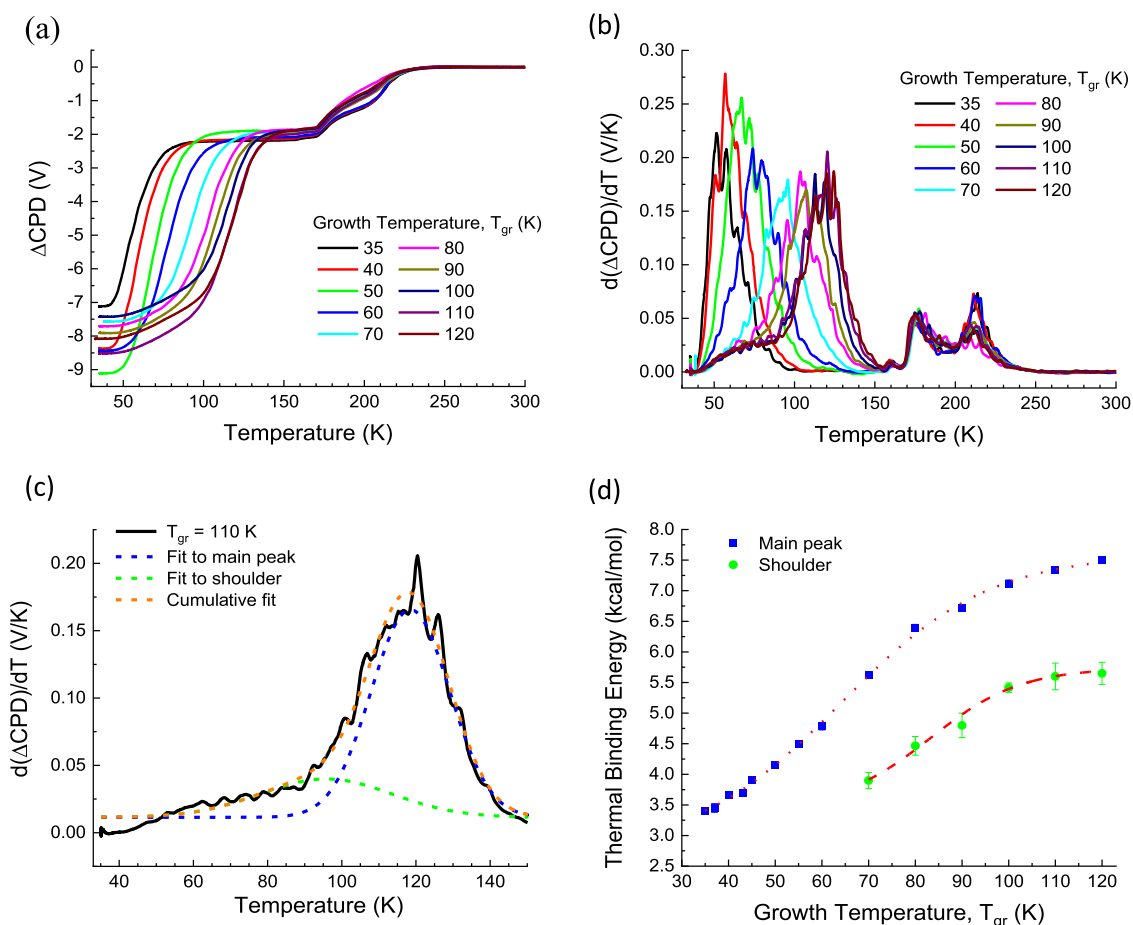 (a)
0
-1
-2
-3
-4
-5
-6
-7
-8
-9
ΔCPD (V)
Growth Temperature, Tgr (K)
35 80
40 90
50 100
60 110
70 120
50 100 150 200 250 300
Temperature (K)
(b)
0.30
0.25
0.20
0.15
0.10
0.05
0.00
d(ΔCPD)/dT (V/K)
Growth Temperature, Tgr (K)
35 80
40 90
50 100
60 110
70 120
50 100 150 200 250 300
Temperature (K)
(c)
Tgr = 110 K
Fit to main peak
Fit to shoulder
Cumulative fit
0.20
0.15
0.10
0.05
0.00
d(ΔCPD)/dT (V/K)
40 60 80 100 120 140
Temperature (K)
(d)
8.0
7.5
7.0
6.5
6.0
5.5
5.0
4.5
4.0
3.5
3.0
2.5
Thermal Binding Energy (kcal/mol)
Main peak
Shoulder
30 40 50 60 70 80 90 100 110 120
Growth Temperature, Tgr (K)